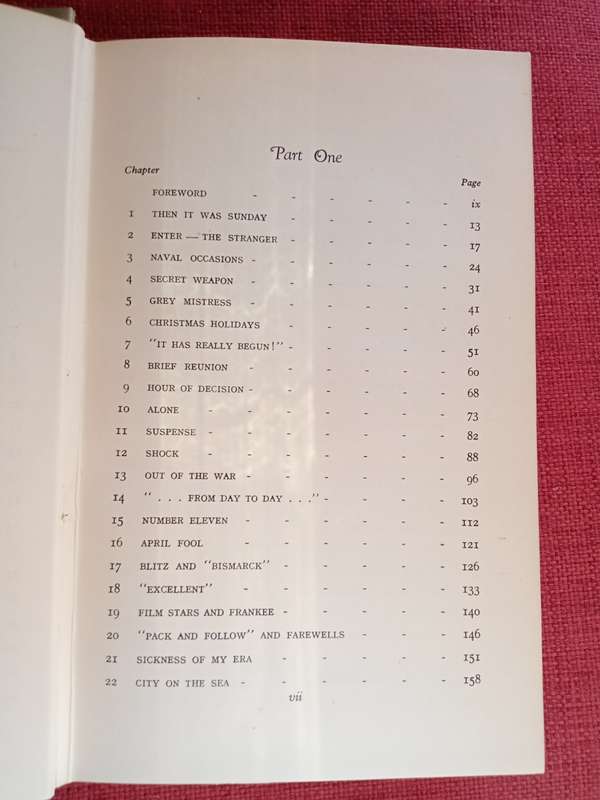 Part One
Chapter Page
FOREWORD - - - - - - ix
1 THEN IT WAS SUNDAY - - - - - 13
2 ENTER — THE STRANGER - - - - - 17
3 NAVAL OCCASIONS - - - - - - 24
4 SECRET WEAPON - - - - - - 31
5 GREY MISTRESS - - - - - - 41
6 CHRISTMAS HOLIDAYS - - - - - 46
7 "IT HAS REALLY BEGUN!" - - - - - 51
8 BRIEF REUNION - - - - - - 60
9 HOUR OF DECISION - - - - - - 68
10 ALONE - - - - - - - 73
11 SUSPENSE - - - - - - - 82
12 SHOCK - - - - - - - 88
13 OUT OF THE WAR - - - - - - 96
14 " . . . FROM DAY TO DAY . . ." - - - - 103
15 NUMBER ELEVEN - - - - - - 112
16 APRIL FOOL - - - - - - 121
17 BLITZ AND "BISMARCK" - - - - - 126
18 "EXCELLENT" - - - - - - 133
19 FILM STARS AND FRANKEE - - - - - 140
20 "PACK AND FOLLOW" AND FAREWELLS - - - 146
21 SICKNESS OF MY ERA - - - - - 151
22 CITY ON THE SEA - - - - - - 158
vii